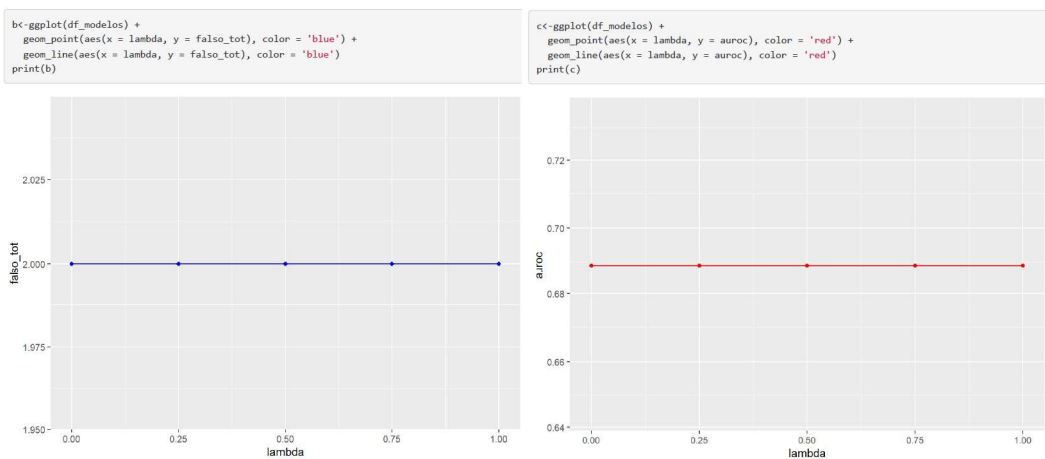 b<-ggplot(df_modelos) +
geom_point(aes(x = lambda, y = falso_tot), color = 'blue') +
geom_line(aes(x = lambda, y = falso_tot), color = 'blue')
print(b)
2.025
2.000
1.975
1.950
falso_tot
0.00 0.25 0.50 0.75 1.00
lambda
c<-ggplot(df_modelos) +
geom_point(aes(x = lambda, y = auroc), color = 'red') +
geom_line(aes(x = lambda, y = auroc), color = 'red')
print(c)
0.72
0.70
0.68
0.66
0.64
auroc
0.00 0.25 0.50 0.75 1.00
lambda